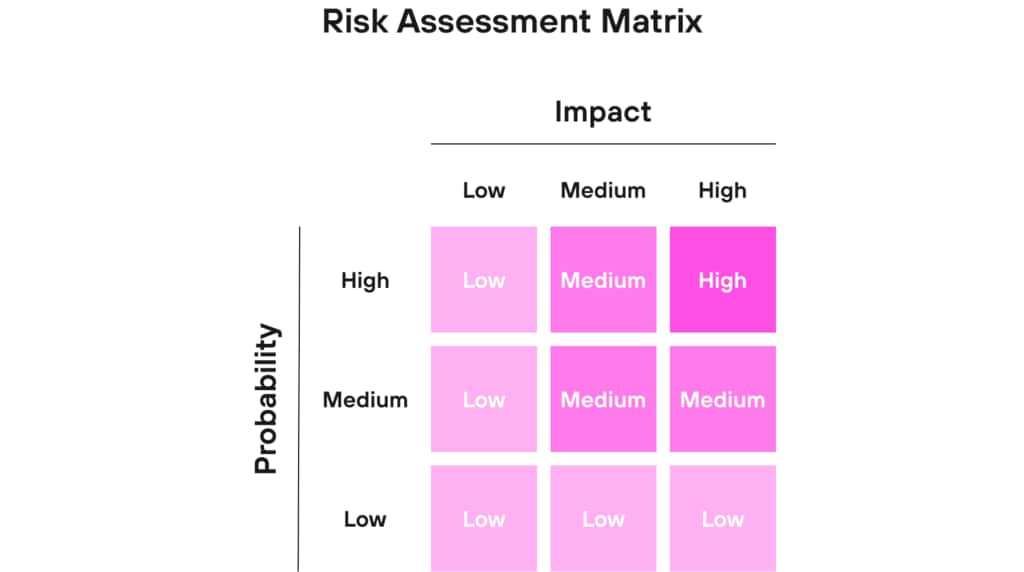 Risk Assessment Matrix
Impact
Low Medium High
High Low Medium High
Probability
Medium Low Medium Medium
Low Low Low Low